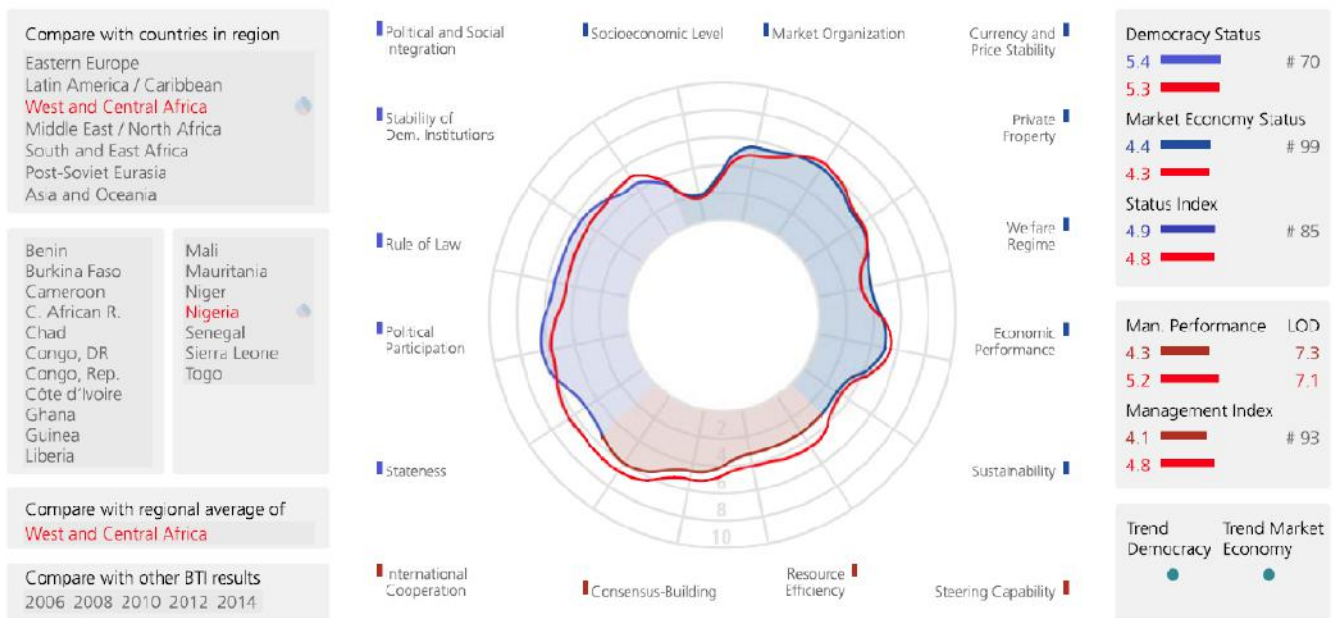 Compare with countries in region
Eastern Europe
Latin America / Caribbean
West and Central Africa
Middle East / North Africa
South and East Africa
Post-Soviet Eurasia
Asia and Oceania
Benin
Burkina Faso
Cameroon
C. African R.
Chad
Congo, DR
Congo, Rep.
Côte d'Ivoire
Ghana
Guinea
Liberia
Mali
Mauritania
Niger
Nigeria
Senegal
Sierra Leone
Togo
Compare with regional average of
West and Central Africa
Compare with other BTI results
2006 2008 2010 2012 2014
Political and Social
Integration
Socioeconomic Level
Market Organization
Currency and
Price Stability
Stability of
Dem. Institutions
Private
Property
Rule of Law
Welfare
Regime
Political
Participation
Economic
Performance
Stateness
Sustainability
International
Cooperation
Consensus-Building
Resource
Efficiency
Steering Capability
2
4
6
8
10
Democracy Status
5.4 # 70
5.3
Market Economy Status
4.4 # 99
4.3
Status Index
4.9 # 85
4.8
Man. Performance LOD
4.3 7.3
5.2 7.1
Management Index
4.1 # 93
4.8
Trend
Democracy
Trend Market
Economy